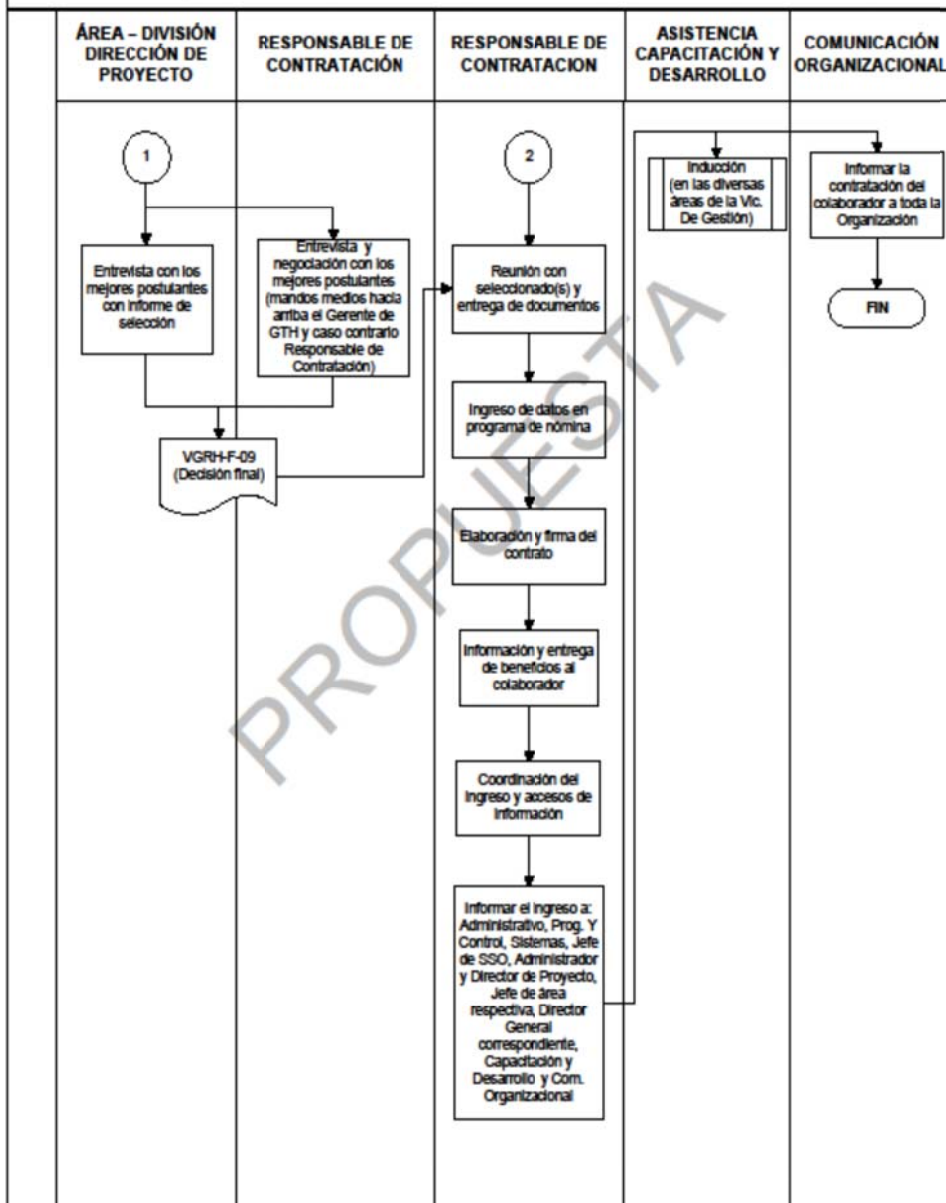 ÁREA – DIVISIÓN
DIRECCIÓN DE
PROYECTO
RESPONSABLE DE
CONTRATACIÓN
RESPONSABLE DE
CONTRATACION
ASISTENCIA
CAPACITACIÓN Y
DESARROLLO
COMUNICACIÓN
ORGANIZACIONAL
1
2
Inducción
(en las diversas
áreas de la Vic.
De Gestión)
Informar la
contratación del
colaborador a toda la
Organización
Entrevista con los
mejores postulantes
con informe de
selección
Entrevista y
negociación con los
mejores postulantes
(mandos medios hacia
arriba el Gerente de
GTH y caso contrario
Responsable de
Contratación)
Reunión con
seleccionado(s) y
entrega de documentos
FIN
Ingreso de datos en
programa de nómina
VGRH-F-09
(Decisión final)
Elaboración y firma del
contrato
Información y entrega
de beneficios al
colaborador
Coordinación del
ingreso y accesos de
información
Informar el ingreso a:
Administrativo, Prog. Y
Control, Sistemas, Jefe
de SSO, Administrador
y Director de Proyecto,
Jefe de área
respectiva, Director
General
correspondiente,
Capacitación y
Desarrollo y Com.
Organizacional
PROPUESTA